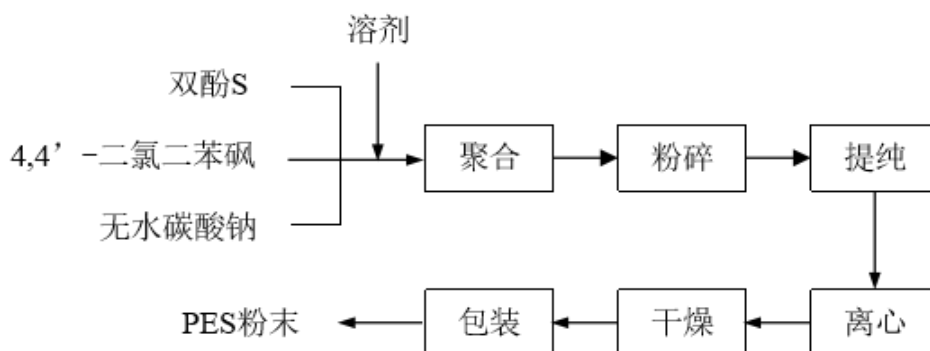 溶剂
双酚S
4,4’-二氯二苯砜
无水碳酸钠
聚合
粉碎
提纯
PES粉末
包装
干燥
离心